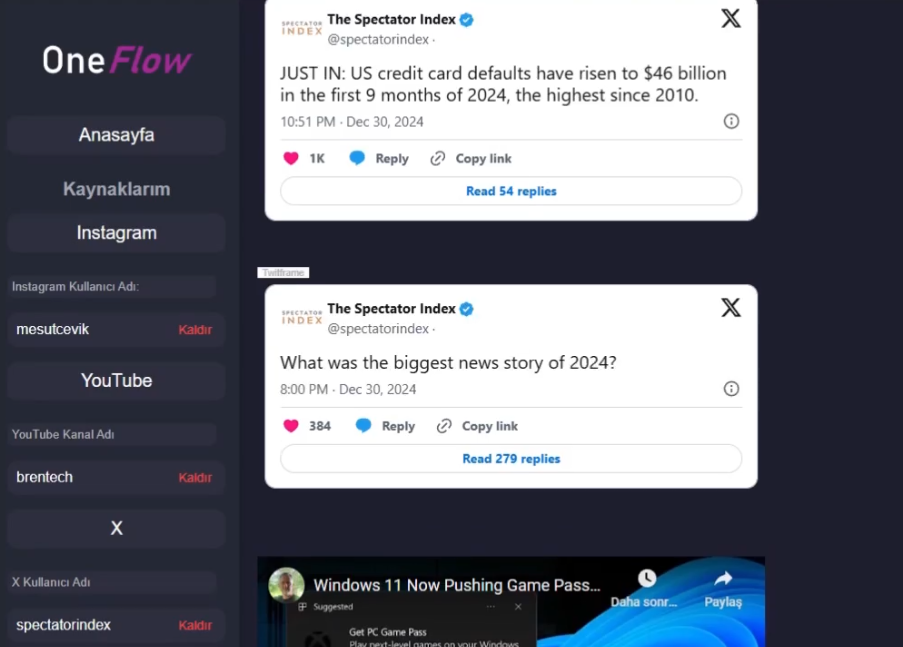 OneFlow
Anasayfa
Kaynaklarım
Instagram
Instagram Kullanıcı Adı:
mesutcevik Kaldır
YouTube
YouTube Kanal Adı
brentech Kaldır
X
X Kullanıcı Adı
spectatorindex Kaldır
SPECTATOR
INDEX
The Spectator Index
@spectatorindex ·
JUST IN: US credit card defaults have risen to $46 billion
in the first 9 months of 2024, the highest since 2010.
10:51 PM · Dec 30, 2024
1K Reply Copy link
Read 54 replies
Twitframe
SPECTATOR
INDEX
The Spectator Index
@spectatorindex ·
What was the biggest news story of 2024?
8:00 PM · Dec 30, 2024
384 Reply Copy link
Read 279 replies
Windows 11 Now Pushing Game Pass...
Daha sonr... Paylaş
Suggested
Get PC Game Pass
Play next-level games on your Windows